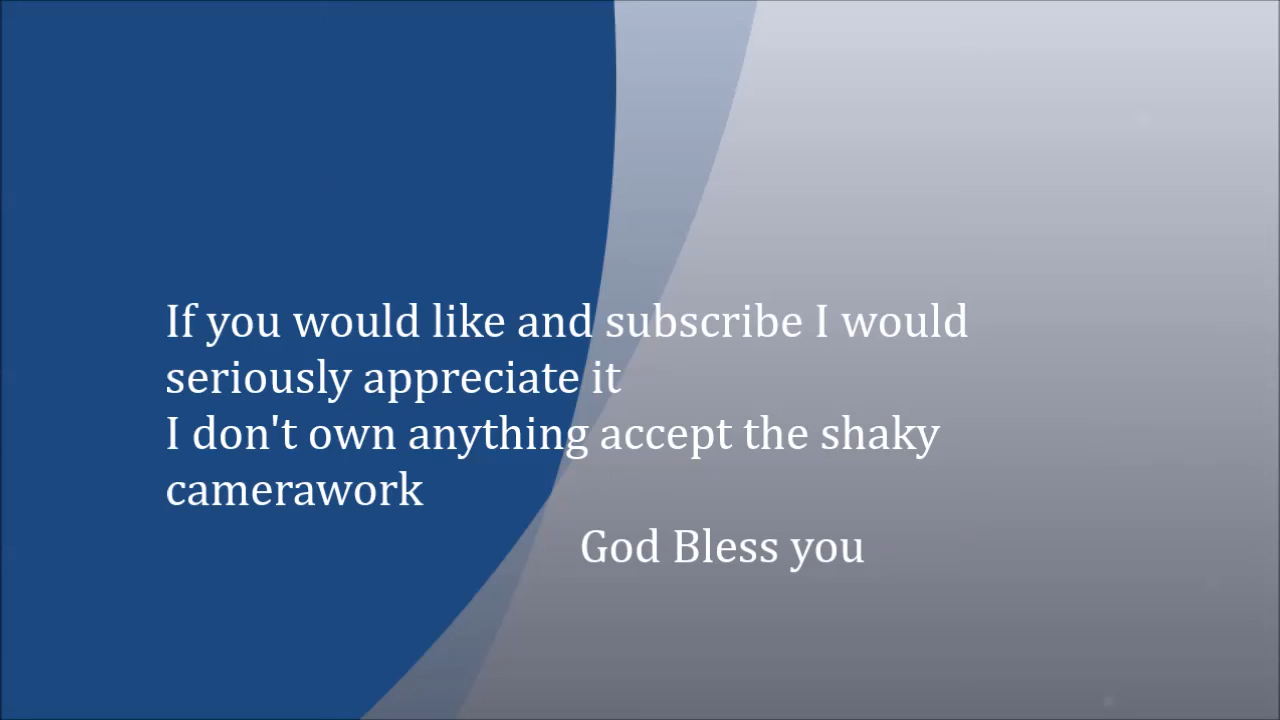 If you would like and subscribe I would
seriously appreciate it
I don't own anything accept the shaky
camerawork
God Bless you